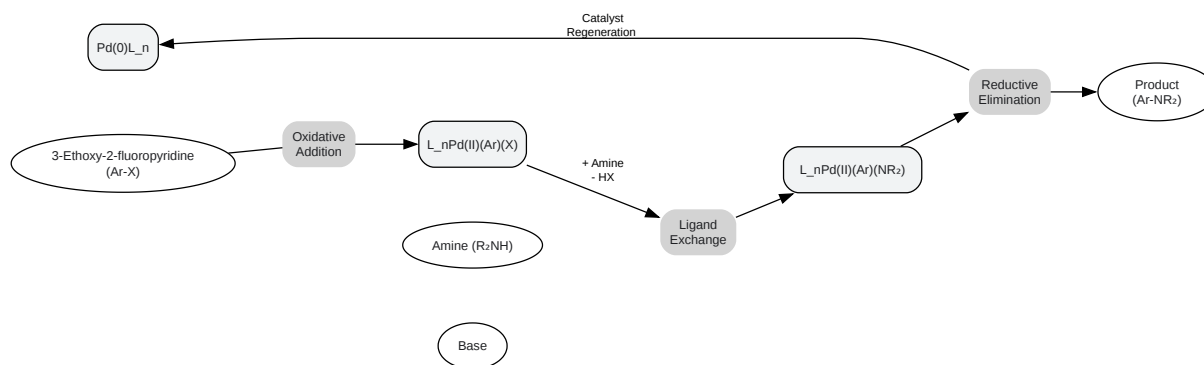 Catalyst
Regeneration
Pd(0)L_n
Reductive
Elimination
Product
(Ar-NR₂)
3-Ethoxy-2-fluoropyridine
(Ar-X)
Oxidative
Addition
L_nPd(II)(Ar)(X)
+ Amine
- HX
L_nPd(II)(Ar)(NR₂)
Ligand
Exchange
Amine (R₂NH)
Base